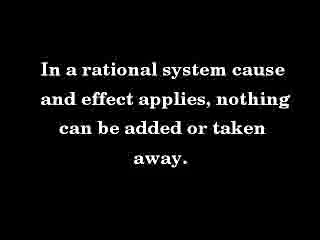 In a rational system cause
and effect applies, nothing
can be added or taken
away.